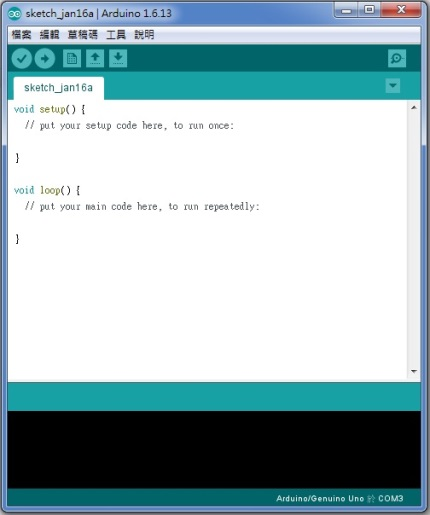 sketch_jan16a | Arduino 1.6.13
檔案 編輯 草稿碼 工具 說明
sketch_jan16a
void setup() {
// put your setup code here, to run once:
}
void loop() {
// put your main code here, to run repeatedly:
}
Arduino/Genuino Uno 於 COM3